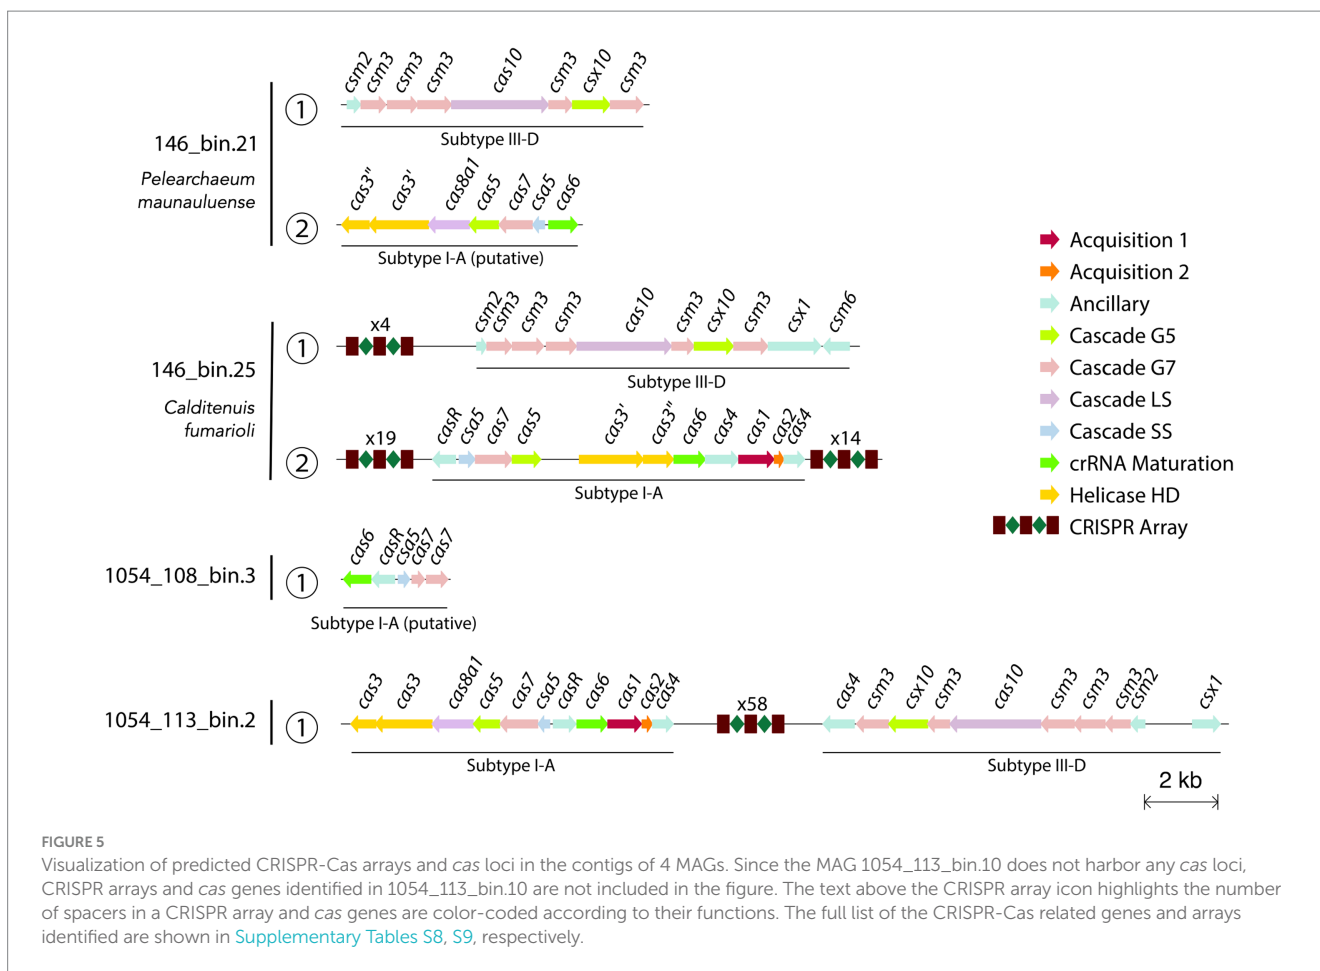 csm2 csm3 csm3 csm3 cas10 csm3 csx10 csm3
1
Subtype III-D
146_bin.21
Pelearchaeum
maunauluense
cas3" cas3' cas8a1 cas5 cas7 csa5 cas6
2
Subtype I-A (putative)
Acquisition 1
Acquisition 2
Ancillary
Cascade G5
Cascade G7
Cascade LS
Cascade SS
crRNA Maturation
Helicase HD
CRISPR Array
x4
csm2 csm3 csm3 csm3 cas10 csm3 csx10 csm3 csx1 csm6
1
Subtype III-D
146_bin.25
Calditenuis
fumarioli
x19
casR csa5 cas7 cas5 cas3' cas3" cas6 cas4 cas1 cas2 cas4
x14
2
Subtype I-A
cas6 casR csa5 cas7 cas7
1054_108_bin.3
1
Subtype I-A (putative)
cas3 cas3 cas8a1 cas5 cas7 csa5 casR cas6 cas1 cas2 cas4
x58
cas4 csm3 csx10 csm3 cas10 csm3 csm3 csm3 csm2 csx1
1054_113_bin.2
1
Subtype I-A
Subtype III-D
2 kb
FIGURE 5
Visualization of predicted CRISPR-Cas arrays and cas loci in the contigs of 4 MAGs. Since the MAG 1054_113_bin.10 does not harbor any cas loci,
CRISPR arrays and cas genes identified in 1054_113_bin.10 are not included in the figure. The text above the CRISPR array icon highlights the number
of spacers in a CRISPR array and cas genes are color-coded according to their functions. The full list of the CRISPR-Cas related genes and arrays
identified are shown in Supplementary Tables S8, S9, respectively.